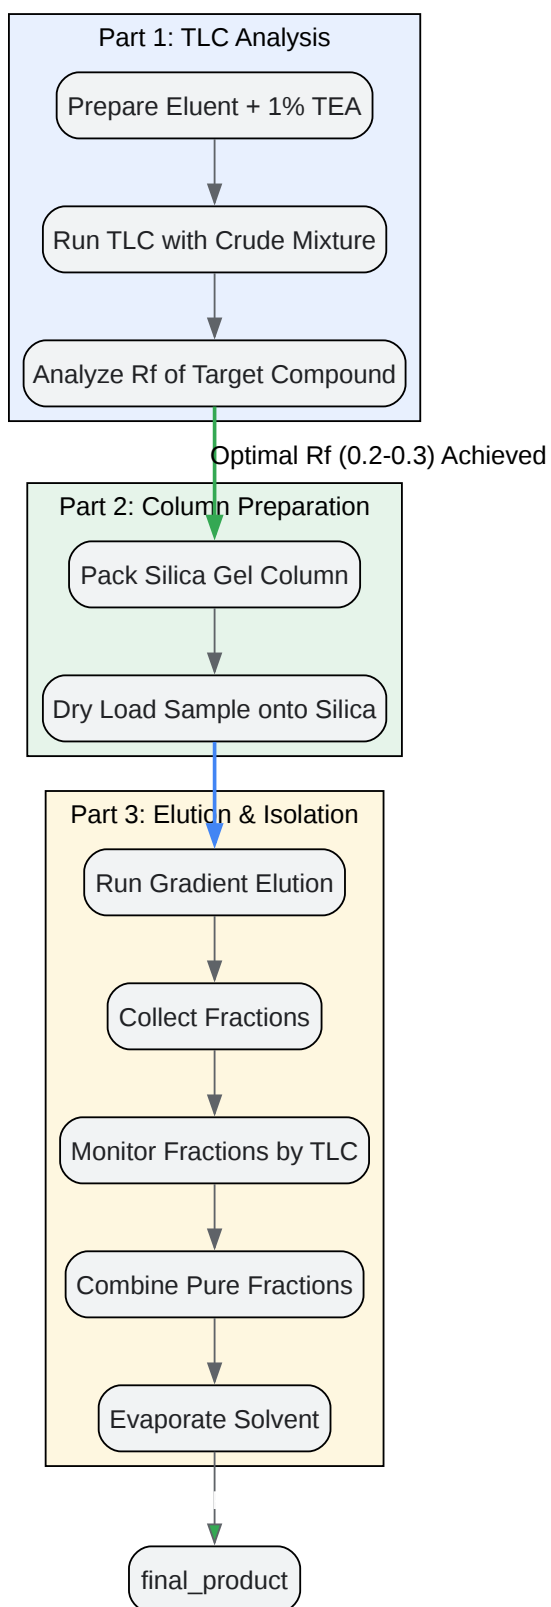 Part 1: TLC Analysis
Prepare Eluent + 1% TEA
Run TLC with Crude Mixture
Analyze Rf of Target Compound
Optimal Rf (0.2-0.3) Achieved
Part 2: Column Preparation
Pack Silica Gel Column
Dry Load Sample onto Silica
Part 3: Elution & Isolation
Run Gradient Elution
Collect Fractions
Monitor Fractions by TLC
Combine Pure Fractions
Evaporate Solvent
final_product